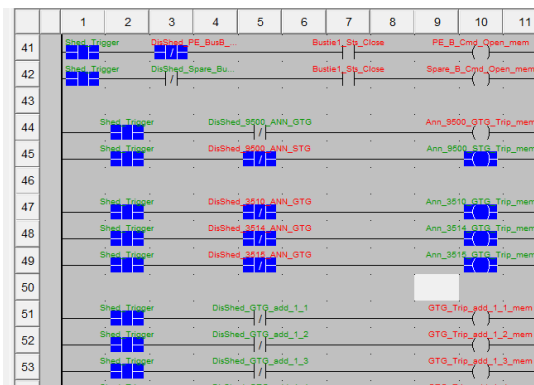 1 2 3 4 5 6 7 8 9 10 11
41 Shed_Trigger DisShed_PE_BusB_... Bustie1_Sts_Close PE_B_Cmd_Open_mem
42 Shed_Trigger DisShed_Spare_Bu... Bustie1_Sts_Close Spare_B_Cmd_Open_mem
43
44 Shed_Trigger DisShed_9500_ANN_GTG Ann_9500_GTG_Trip_mem
45 Shed_Trigger DisShed_9500_ANN_STG Ann_9500_STG_Trip_mem
46
47 Shed_Trigger DisShed_3510_ANN_GTG Ann_3510_GTG_Trip_mem
48 Shed_Trigger DisShed_3514_ANN_GTG Ann_3514_GTG_Trip_mem
49 Shed_Trigger DisShed_3515_ANN_GTG Ann_3515_GTG_Trip_mem
50
51 Shed_Trigger DisShed_GTG_add_1_1 GTG_Trip_add_1_1_mem
52 Shed_Trigger DisShed_GTG_add_1_2 GTG_Trip_add_1_2_mem
53 Shed_Trigger DisShed_GTG_add_1_3 GTG_Trip_add_1_3_mem